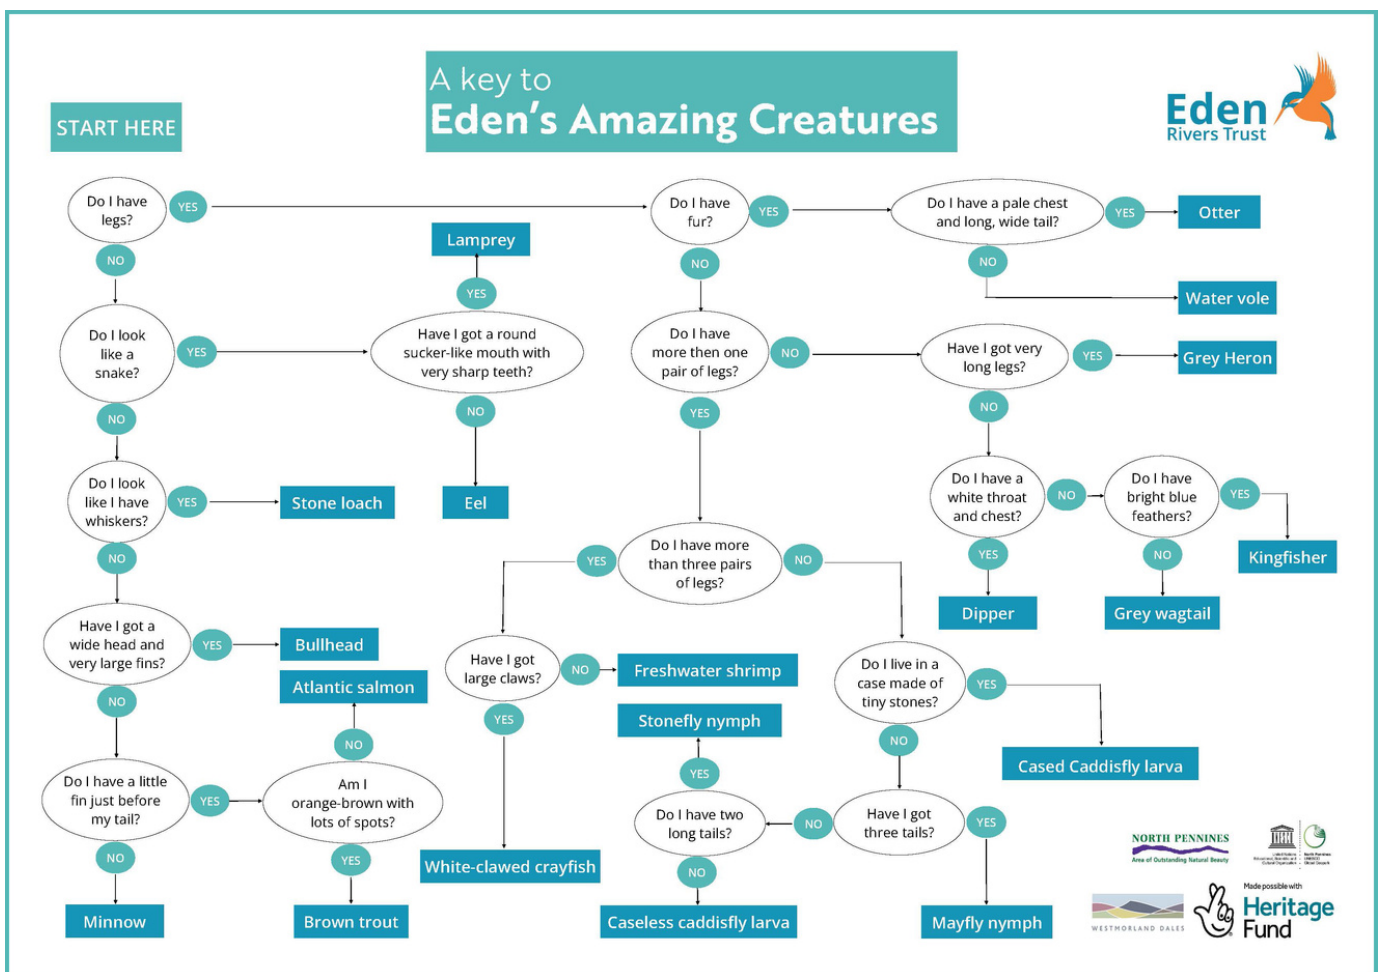 A key to
Eden's Amazing Creatures
START HERE
Eden
Rivers Trust
Do I have
legs?
YES
NO
Do I have
fur?
YES
NO
Do I have a pale chest
and long, wide tail?
YES
Otter
NO
Water vole
Lamprey
YES
Do I look
like a
snake?
YES
NO
Have I got a round
sucker-like mouth with
very sharp teeth?
NO
Eel
Do I have
more then one
pair of legs?
NO
YES
Have I got very
long legs?
YES
Grey Heron
NO
Do I look
like I have
whiskers?
YES
Stone loach
NO
Do I have a
white throat
and chest?
NO
YES
Dipper
Do I have
bright blue
feathers?
YES
Kingfisher
NO
Grey wagtail
Do I have more
than three pairs
of legs?
YES
NO
Have I got a
wide head and
very large fins?
YES
Bullhead
NO
Have I got
large claws?
NO
Freshwater shrimp
YES
White-clawed crayfish
Do I live in a
case made of
tiny stones?
YES
Cased Caddisfly larva
NO
Atlantic salmon
NO
Do I have a little
fin just before
my tail?
YES
NO
Minnow
Am I
orange-brown with
lots of spots?
YES
Brown trout
Stonefly nymph
YES
Do I have two
long tails?
NO
Caseless caddisfly larva
NO
Have I got
three tails?
YES
Mayfly nymph
NORTH PENNINES
Area of Outstanding Natural Beauty
WESTMORLAND DALES
Made possible with
Heritage
Fund